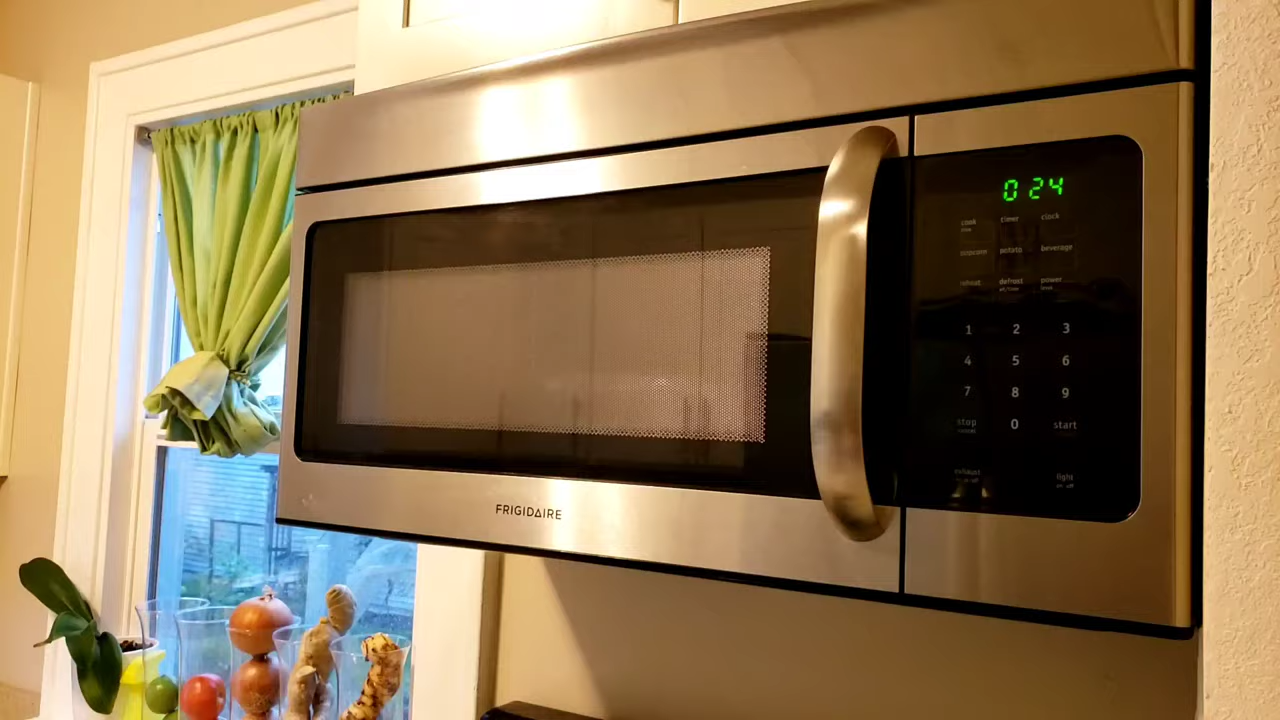 0 24
cook timer clock
popcorn potato beverage
reheat defrost power
1 2 3
4 5 6
7 8 9
stop 0 start
exhaust light
FRIGIDAIRE